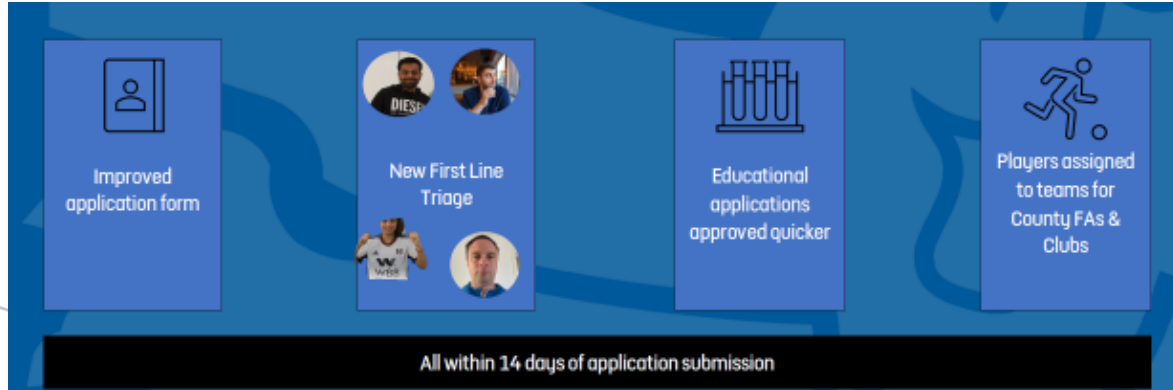 Improved
application form
DIESE
New First Line
Triage
W88
Educational
applications
approved quicker
Players assigned
to teams for
County FAs &
Clubs
All within 14 days of application submission